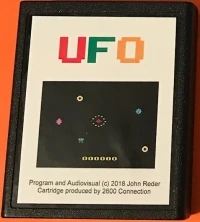 UFO
Program and Audiovisual (c) 2018 John Reder
Cartridge produced by 2600 Connection